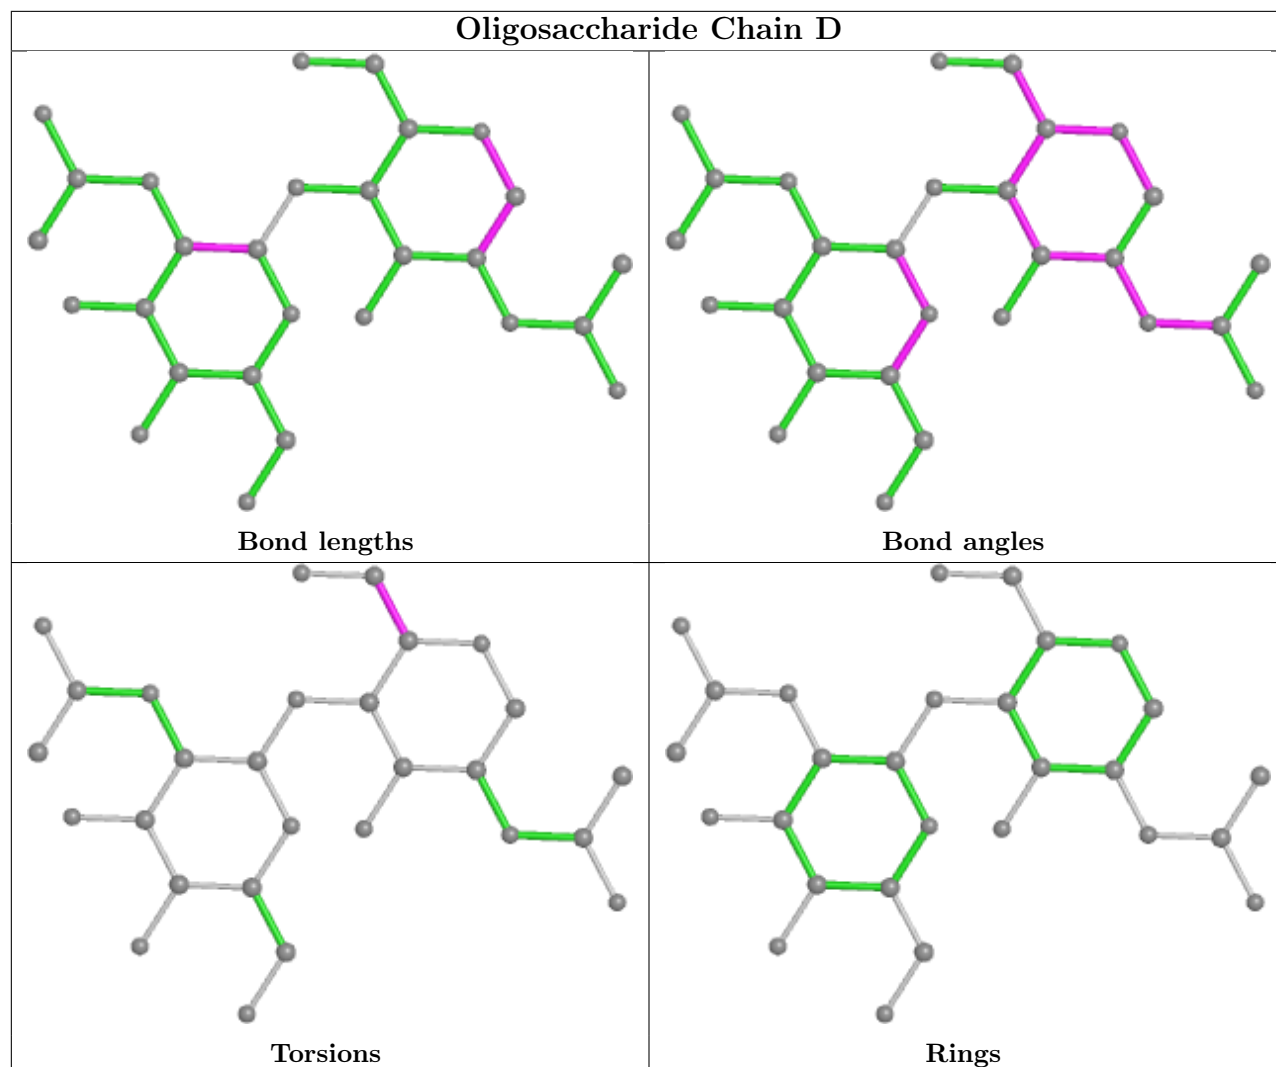 Oligosaccharide Chain D
Bond lengths
Bond angles
Torsions
Rings